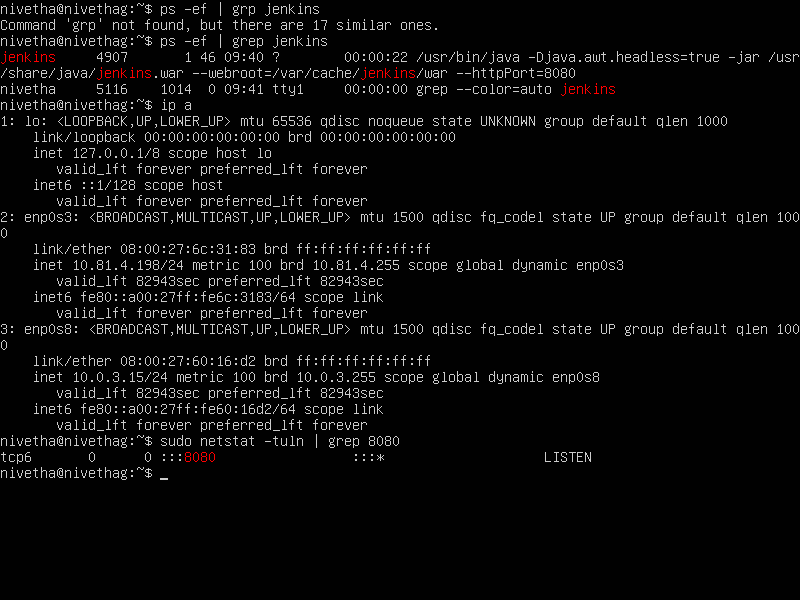 nivetha@nivethag:~$ ps -ef | grp jenkins
Command 'grp' not found, but there are 17 similar ones.
nivetha@nivethag:~$ ps -ef | grep jenkins
jenkins     4907       1 46 09:40 ?        00:00:22 /usr/bin/java -Djava.awt.headless=true -jar /usr
/share/java/jenkins.war --webroot=/var/cache/jenkins/war --httpPort=8080
nivetha     5116    1014  0 09:41 tty1     00:00:00 grep --color=auto jenkins
nivetha@nivethag:~$ ip a
1: lo: <LOOPBACK,UP,LOWER_UP> mtu 65536 qdisc noqueue state UNKNOWN group default qlen 1000
    link/loopback 00:00:00:00:00:00 brd 00:00:00:00:00:00
    inet 127.0.0.1/8 scope host lo
       valid_lft forever preferred_lft forever
    inet6 ::1/128 scope host
       valid_lft forever preferred_lft forever
2: enp0s3: <BROADCAST,MULTICAST,UP,LOWER_UP> mtu 1500 qdisc fq_codel state UP group default qlen 100
0
    link/ether 08:00:27:6c:31:83 brd ff:ff:ff:ff:ff:ff
    inet 10.81.4.198/24 metric 100 brd 10.81.4.255 scope global dynamic enp0s3
       valid_lft 82943sec preferred_lft 82943sec
    inet6 fe80::a00:27ff:fe6c:3183/64 scope link
       valid_lft forever preferred_lft forever
3: enp0s8: <BROADCAST,MULTICAST,UP,LOWER_UP> mtu 1500 qdisc fq_codel state UP group default qlen 100
0
    link/ether 08:00:27:60:16:d2 brd ff:ff:ff:ff:ff:ff
    inet 10.0.3.15/24 metric 100 brd 10.0.3.255 scope global dynamic enp0s8
       valid_lft 82943sec preferred_lft 82943sec
    inet6 fe80::a00:27ff:fe60:16d2/64 scope link
       valid_lft forever preferred_lft forever
nivetha@nivethag:~$ sudo netstat -tuln | grep 8080
tcp6       0      0 :::8080                 :::*                    LISTEN
nivetha@nivethag:~$ _